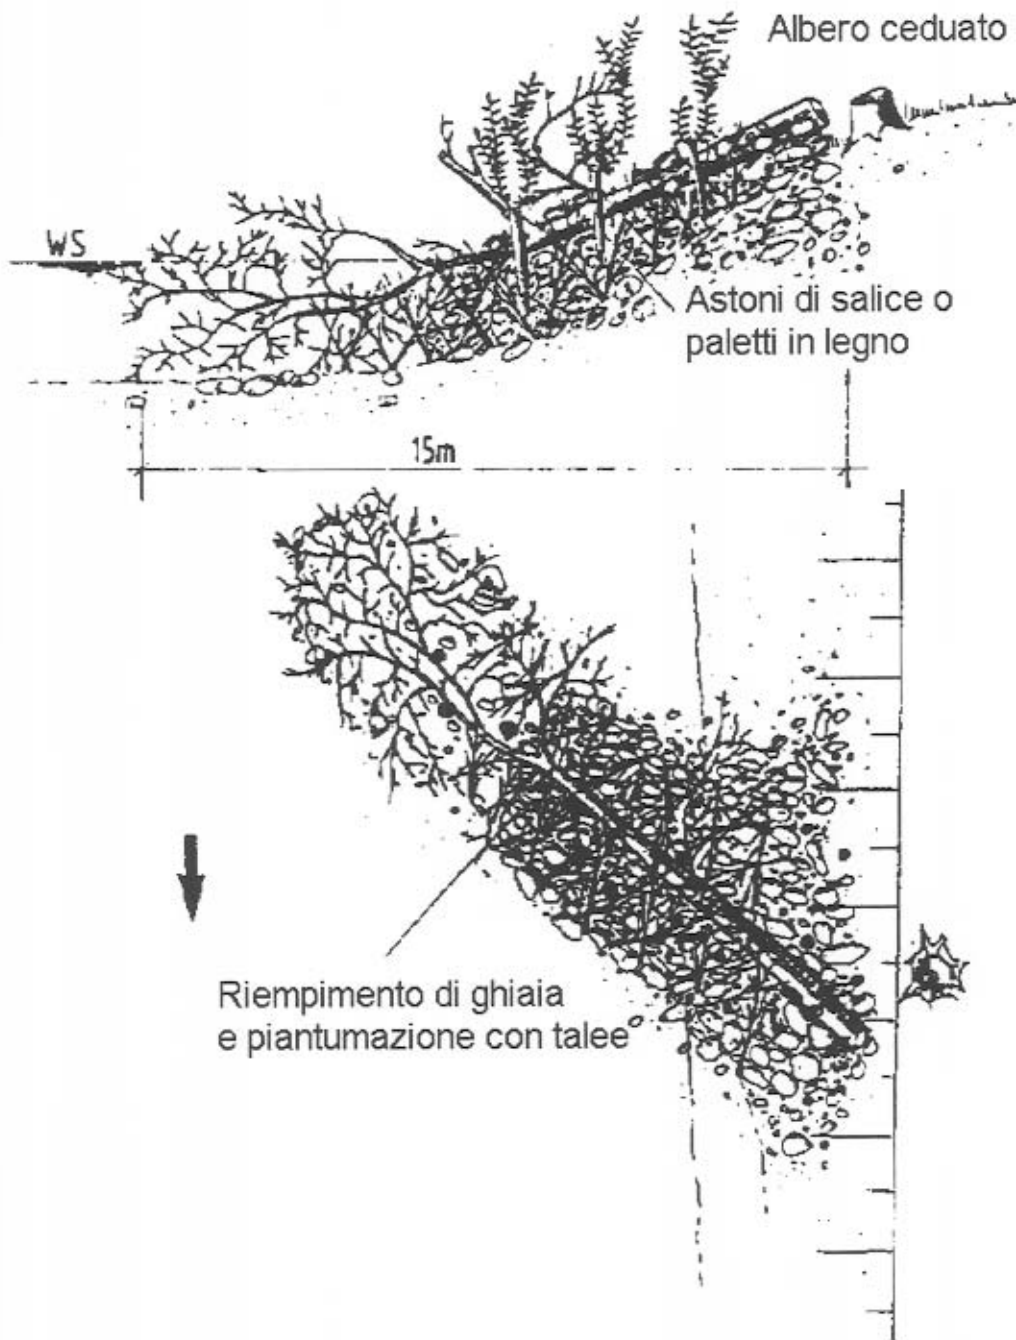 Albero ceduato
WS
Astoni di salice o
paletti in legno
15m
Riempimento di ghiaia
e piantumazione con talee